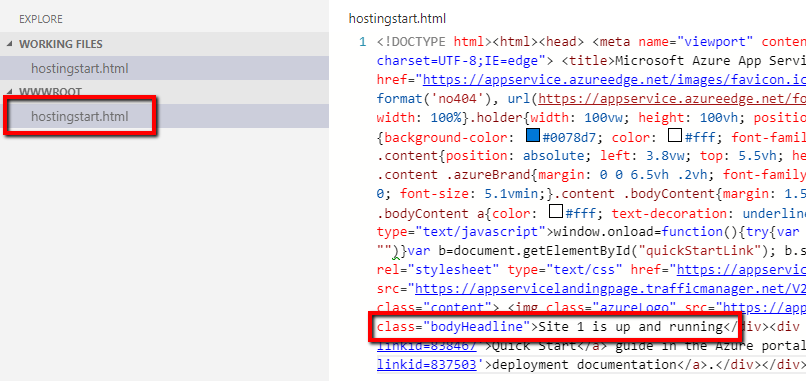 EXPLORE
WORKING FILES
hostingstart.html
WWWROOT
hostingstart.html
hostingstart.html
1 <!DOCTYPE html><html><head> <meta name="viewport" conten
charset=UTF-8;IE=edge"> <title>Microsoft Azure App Servi
href="https://appservice.azureedge.net/images/favicon.ic
format('no404'), url(https://appservice.azureedge.net/fo
width: 100%}.holder{width: 100vw; height: 100vh; positio
{background-color: #0078d7; color: #fff; font-famil
.content{position: absolute; left: 3.8vw; top: 5.5vh; he
.content .azureBrand{margin: 0 0 6.5vh .2vh; font-family
0; font-size: 5.1vmin;}.content .bodyContent{margin: 1.5
.bodyContent a{color: #fff; text-decoration: underline
type="text/javascript">window.onload=function(){try{var
"")}var b=document.getElementById("quickStartLink"); b.s
rel="stylesheet" type="text/css" href="https://appservic
src="https://appservicelandingpage.trafficmanager.net/V2
class="content"> <img class="azureLogo" src="https://app
class="bodyHeadline">Site 1 is up and running</div><div
linkid=838467'>Quick Start</a> guide in the Azure portal
linkid=837503'>deployment documentation</a>.</div></div>